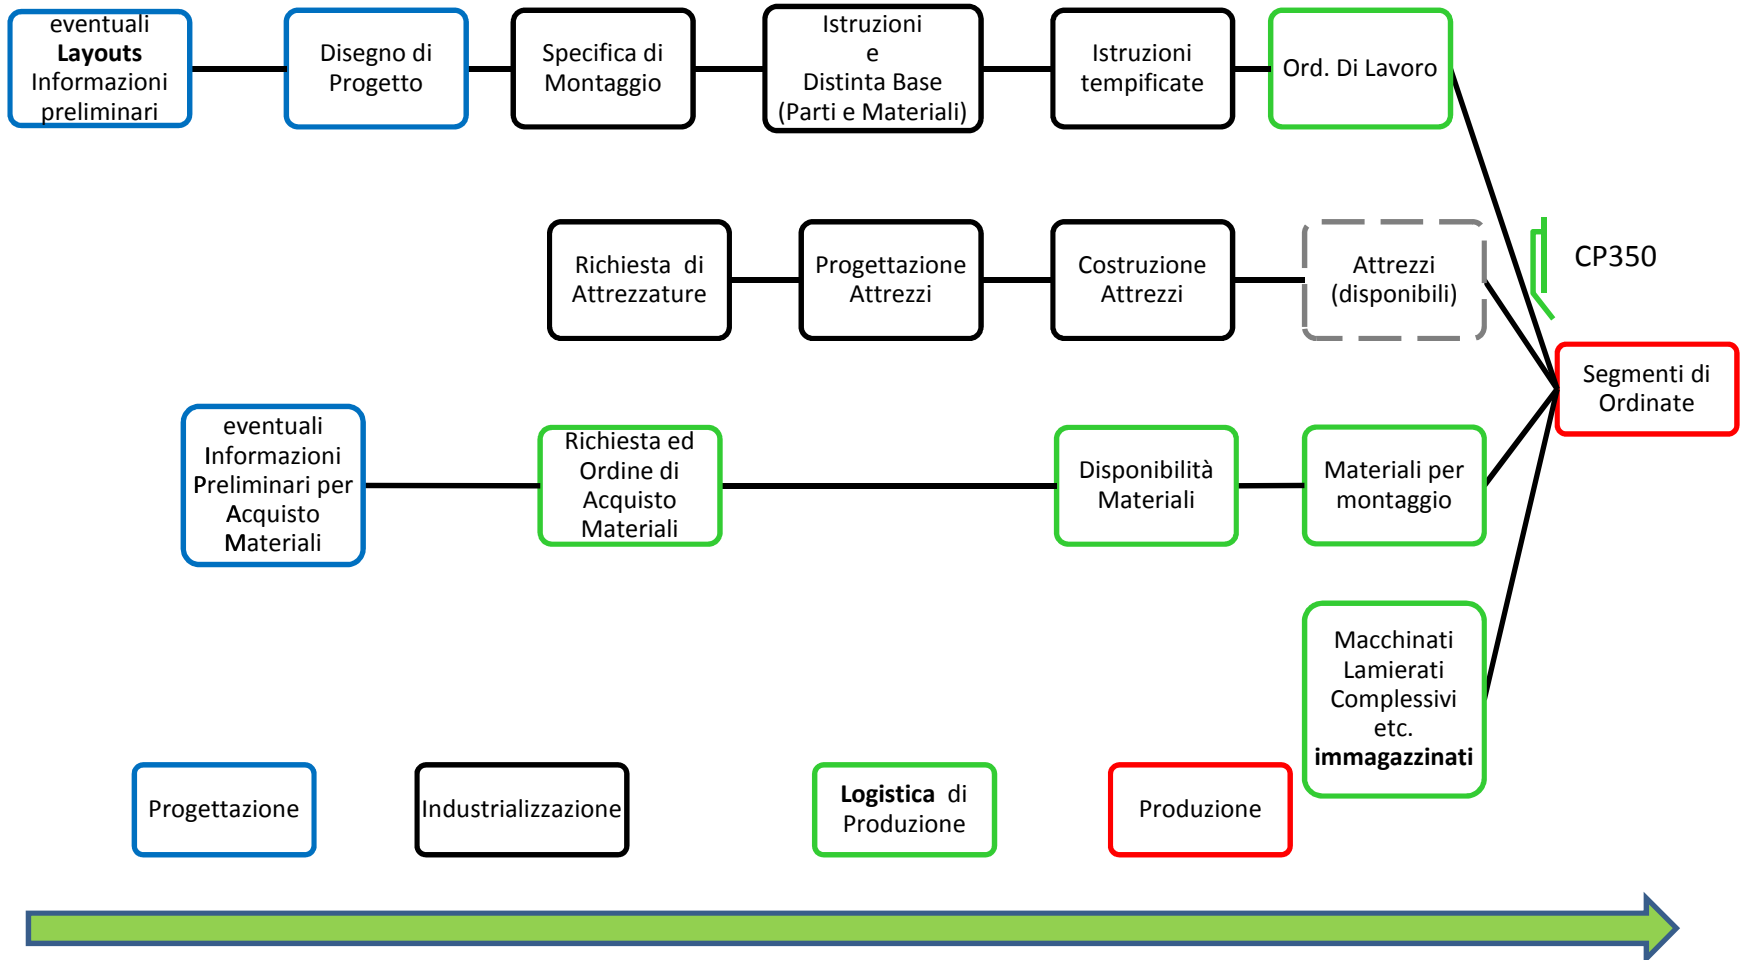 eventuali
Layouts
Informazioni
preliminari
Disegno di
Progetto
Specifica di
Montaggio
Istruzioni
e
Distinta Base
(Parti e Materiali)
Istruzioni
tempificate
Ord. Di Lavoro
Richiesta di
Attrezzature
Progettazione
Attrezzi
Costruzione
Attrezzi
Attrezzi
(disponibili)
CP350
Segmenti di
Ordinate
eventuali
Informazioni
Preliminari per
Acquisto
Materiali
Richiesta ed
Ordine di
Acquisto
Materiali
Disponibilità
Materiali
Materiali per
montaggio
Macchinati
Lamierati
Complessivi
etc.
immagazzinati
Progettazione
Industrializzazione
Logistica di
Produzione
Produzione